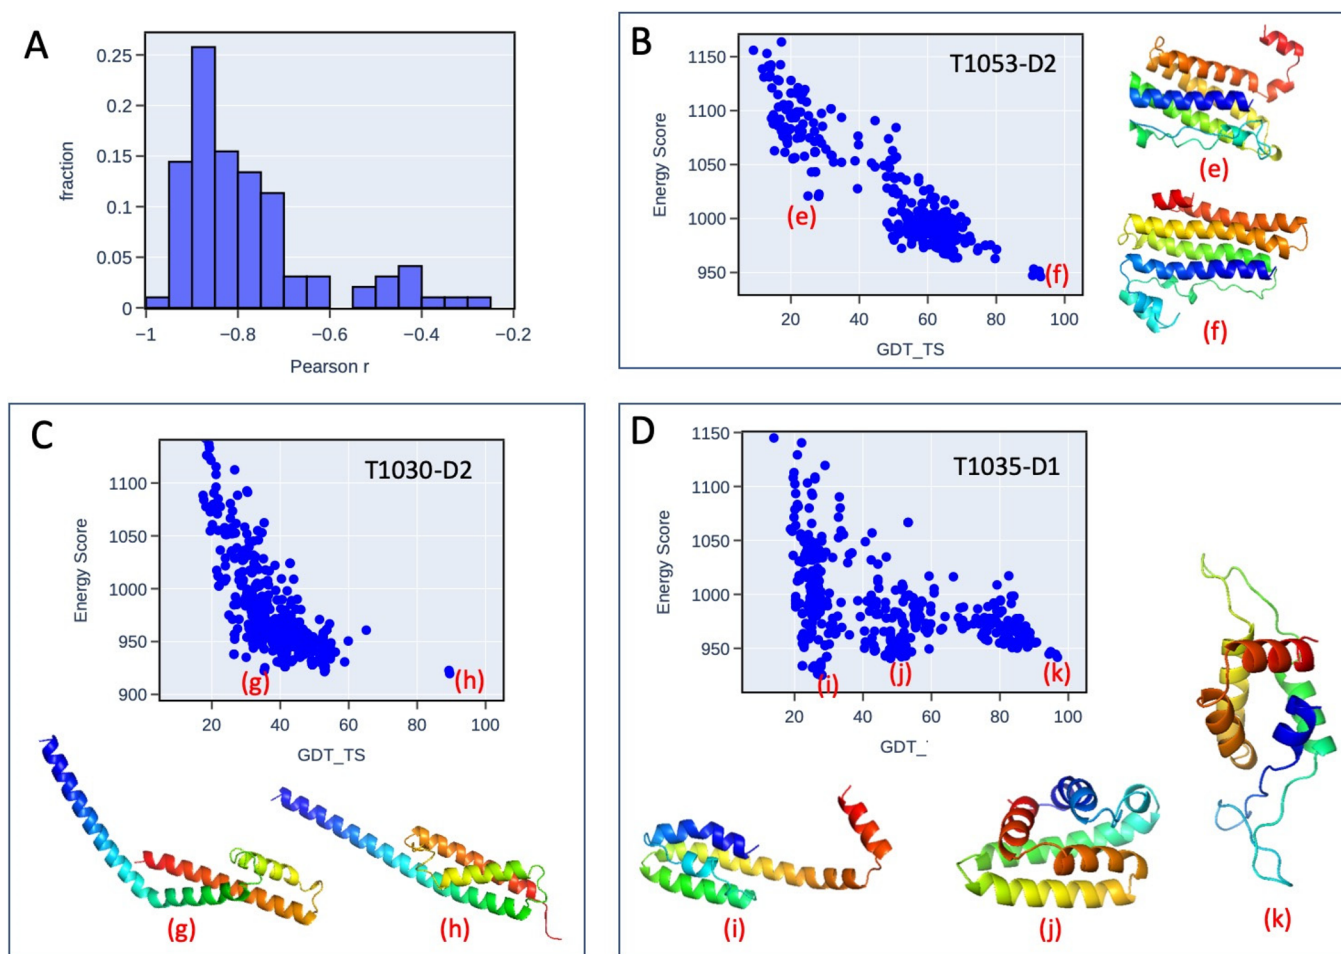 A
0.25
0.2
0.15
0.1
0.05
0
fraction
−1
−0.8
−0.6
−0.4
−0.2
Pearson r
B
T1053-D2
1150
1100
1050
1000
950
Energy Score
(e)
(f)
20
40
60
80
100
GDT_TS
(e)
(f)
C
T1030-D2
1100
1050
1000
950
900
Energy Score
(g)
(h)
20
40
60
80
100
GDT_TS
(g)
(h)
D
T1035-D1
1150
1100
1050
1000
950
Energy Score
(i)
(j)
(k)
20
40
60
80
100
GDT_
(i)
(j)
(k)